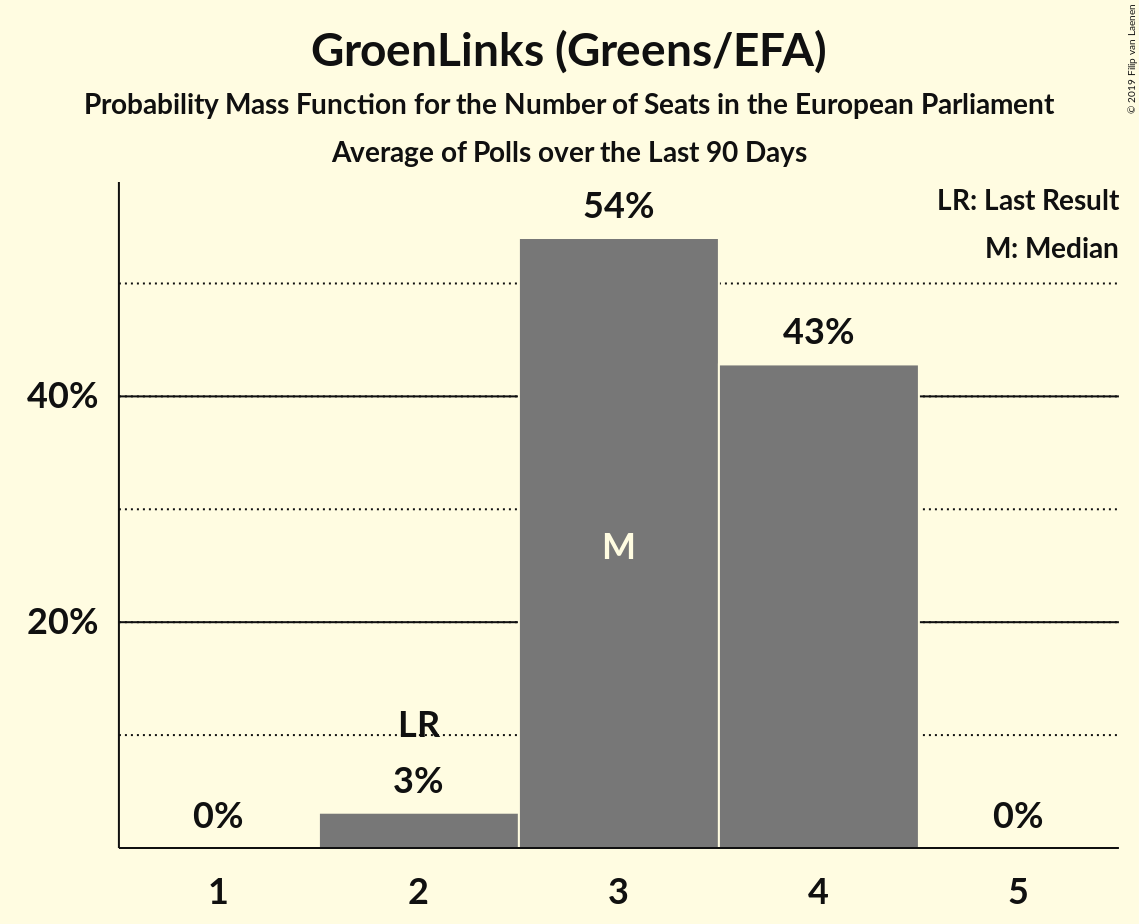 GroenLinks (Greens/EFA)
Probability Mass Function for the Number of Seats in the European Parliament
Average of Polls over the Last 90 Days
© 2019 Filip van Laenen
LR: Last Result
M: Median
54%
43%
40%
M
20%
LR
3%
0%
0%
1 2 3 4 5